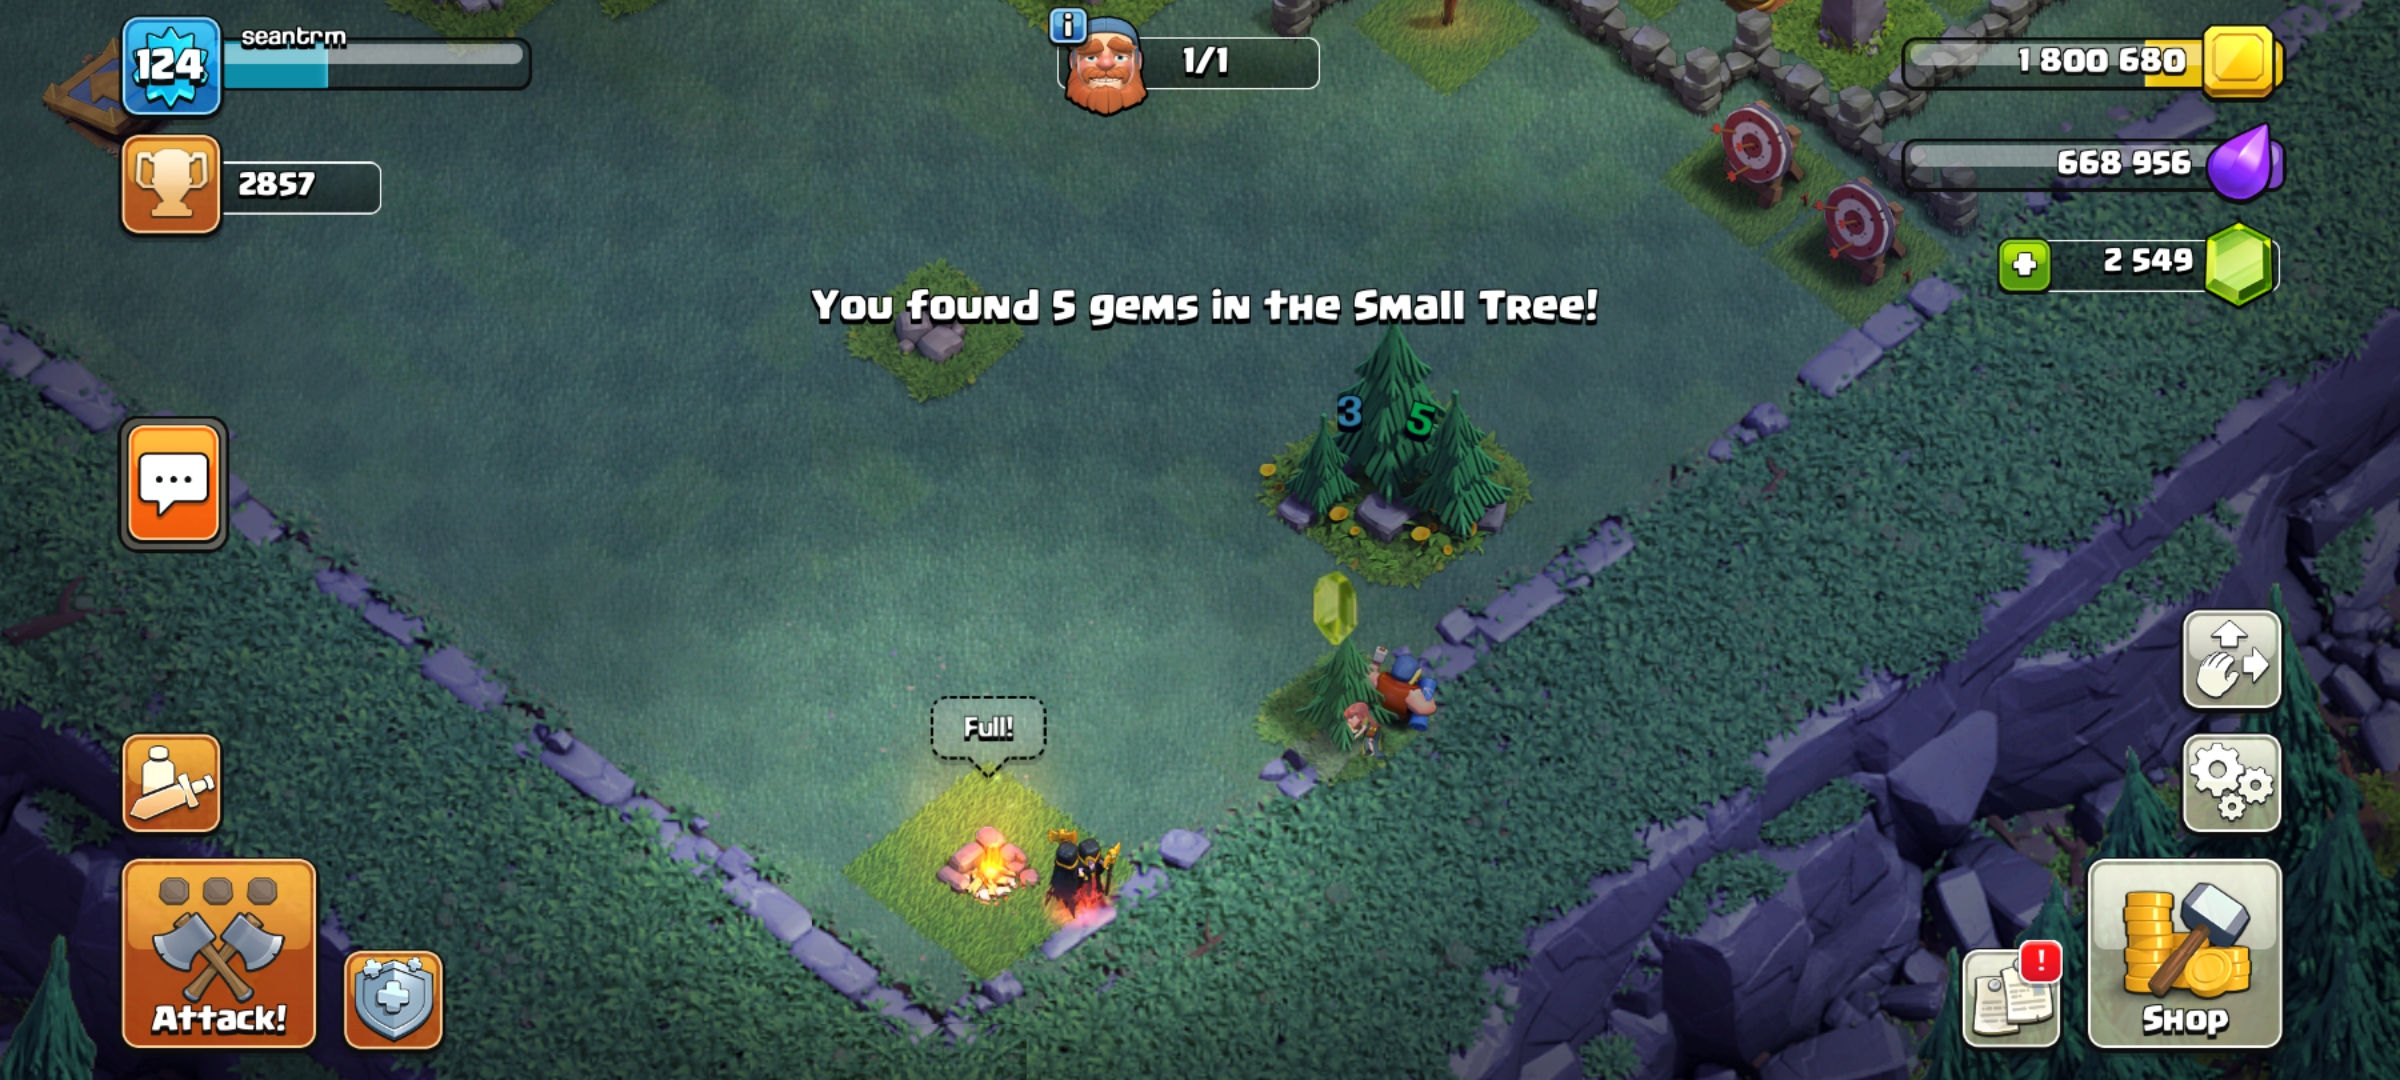 124
seantrm
1/1
1 800 680
2857
668 956
2 549
You found 5 gems in the Small Tree!
3
5
Full!
Attack!
!
Shop